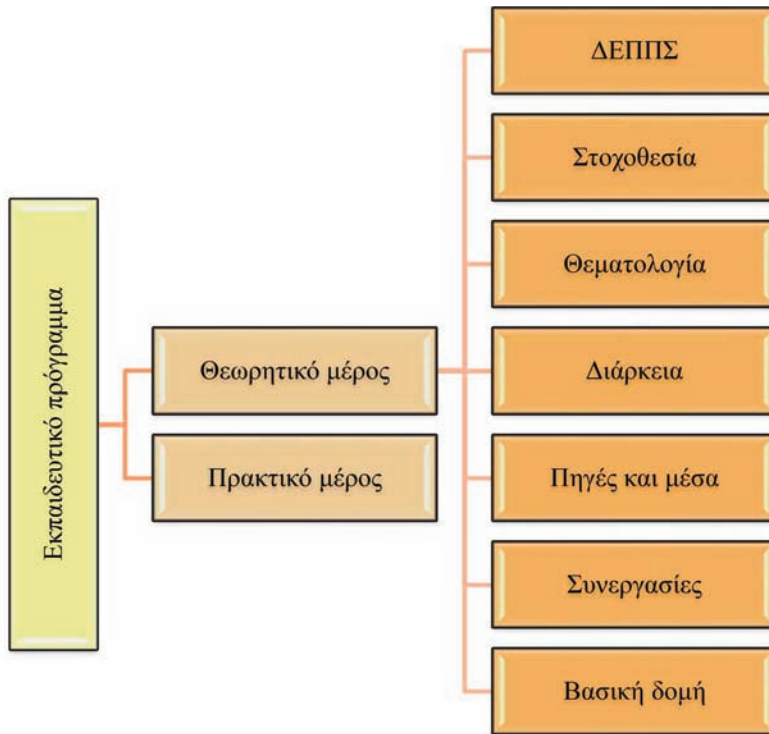 Εκπαιδευτικό πρόγραμμα
Θεωρητικό μέρος
Πρακτικό μέρος
ΔΕΠΠΣ
Στοχοθεσία
Θεματολογία
Διάρκεια
Πηγές και μέσα
Συνεργασίες
Βασική δομή